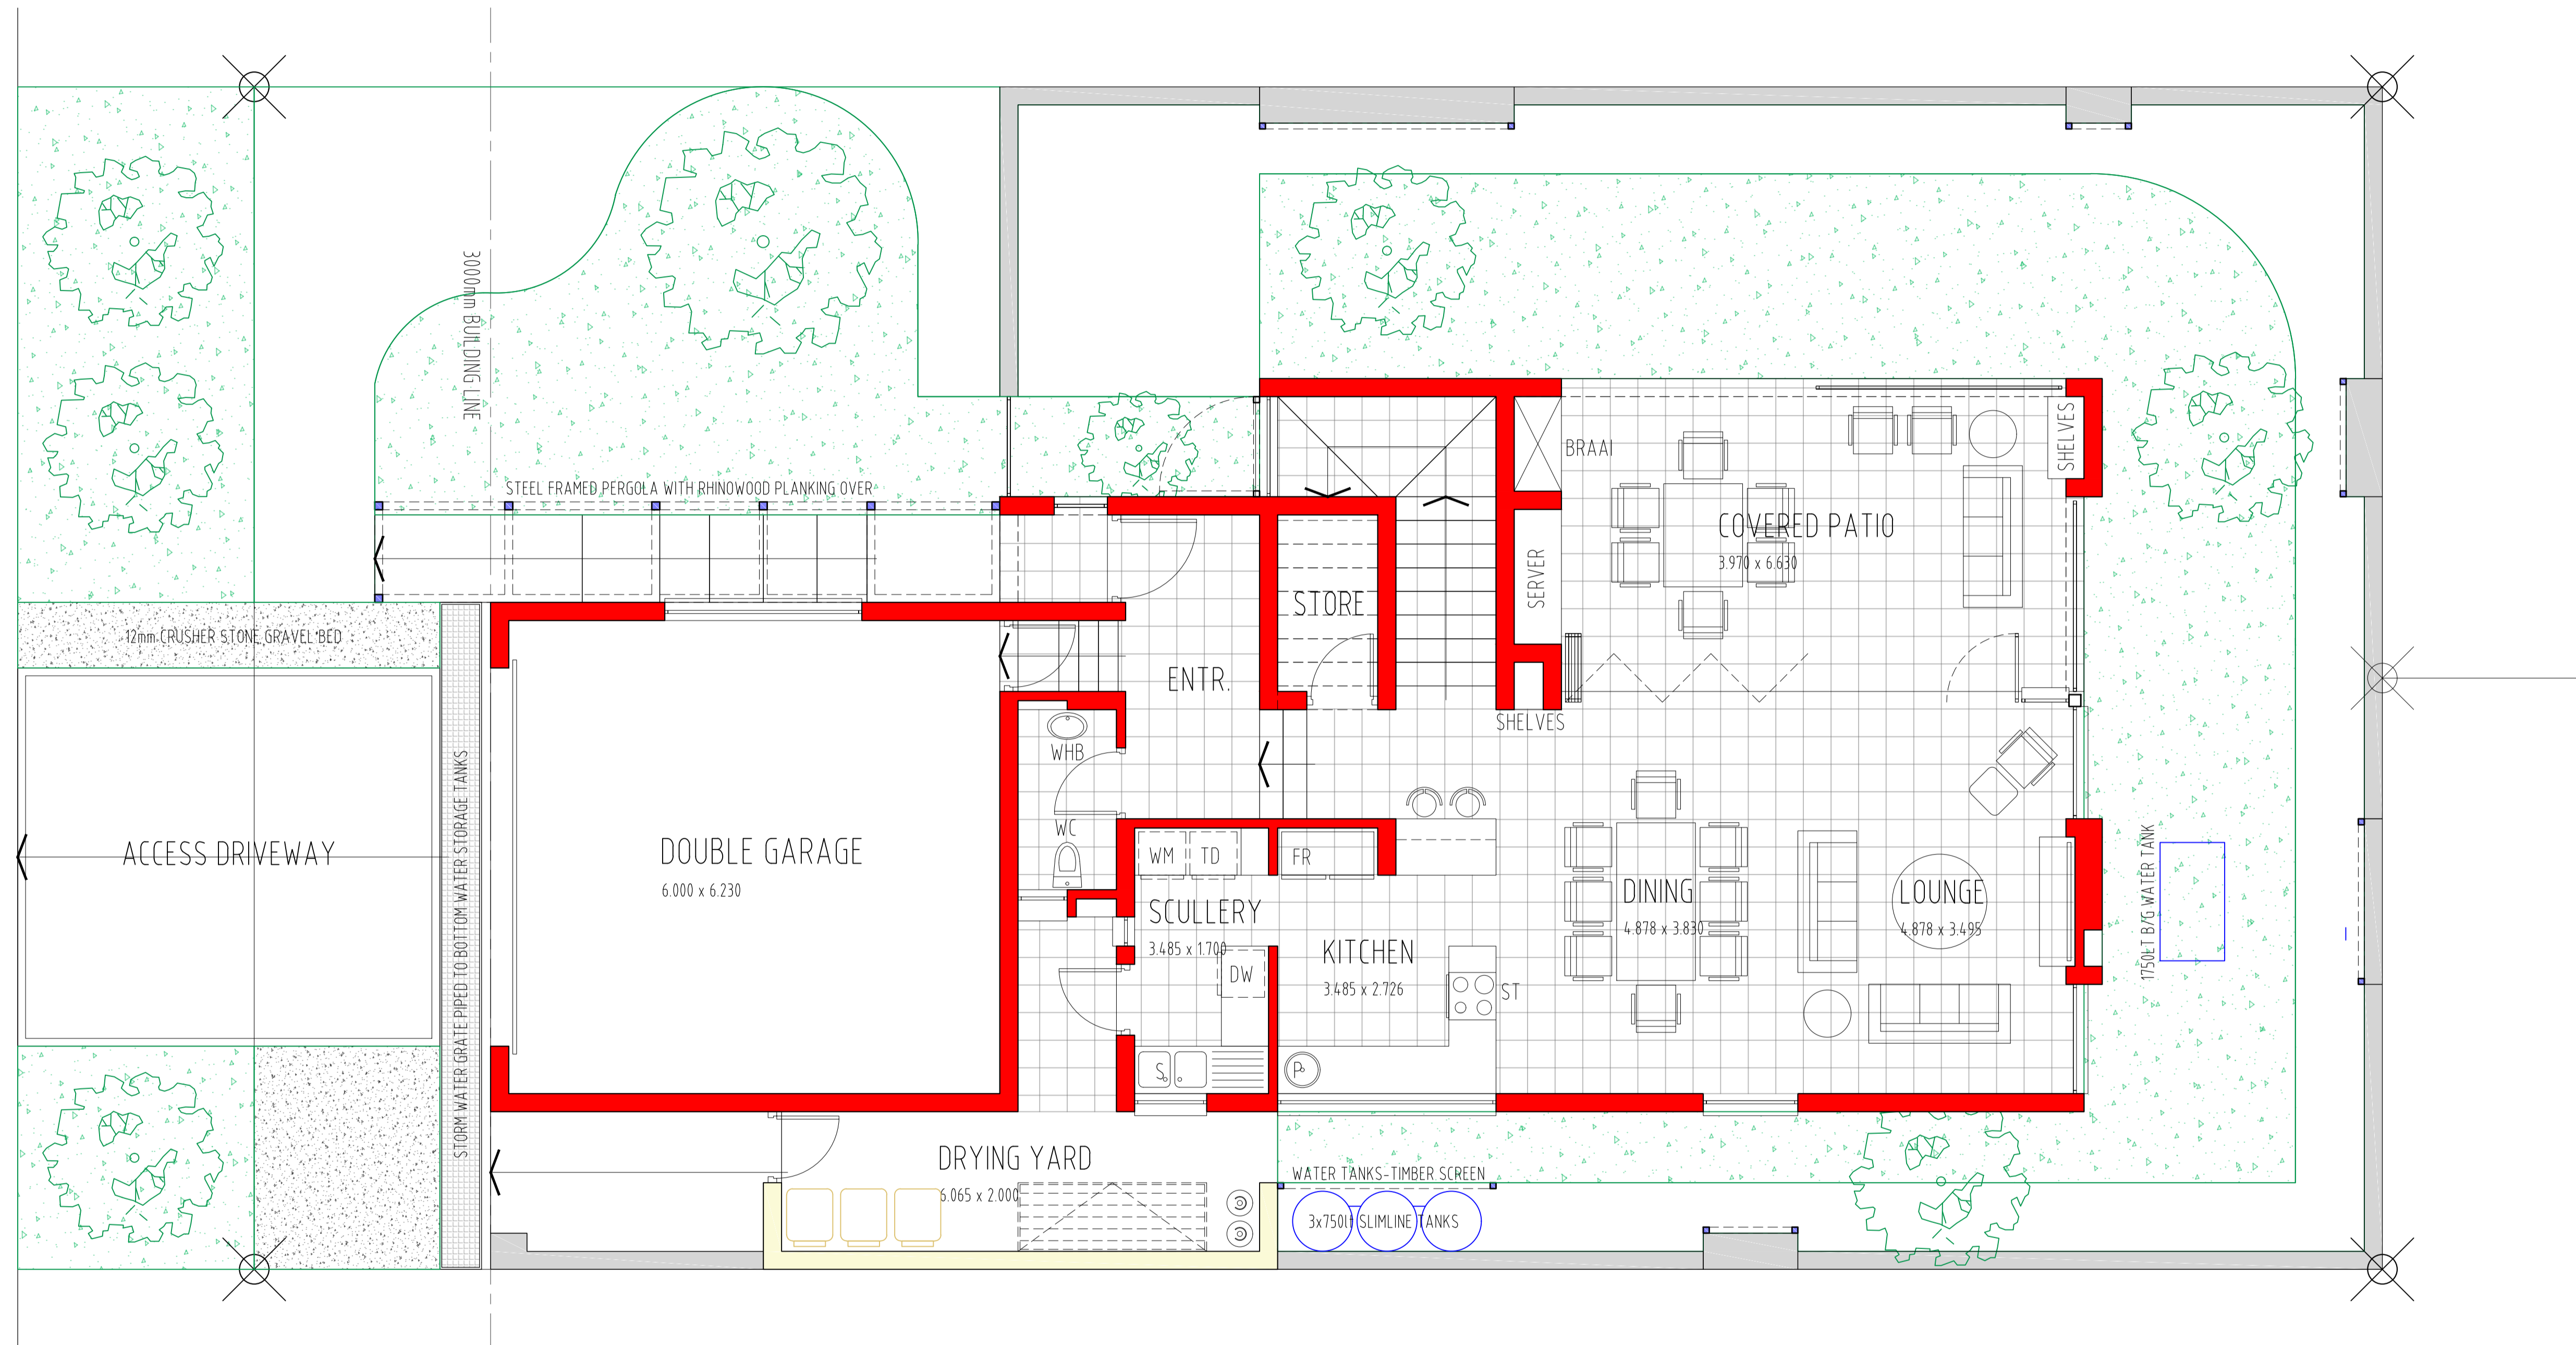 3000mm BUILDING LINE
STEEL FRAMED PERGOLA WITH RHINOWOOD PLANKING OVER
BRAAI
SHELVES
COVERED PATIO
3.970 x 6.630
SERVER
STORE
12mm CRUSHER STONE GRAVEL BED
ENTR.
SHELVES
WHB
WC
ACCESS DRIVEWAY
STORM WATER GRATE PIPED TO BOTTOM WATER STORAGE TANKS
DOUBLE GARAGE
6.000 x 6.230
WM
TD
FR
SCULLERY
3.485 x 1.700
DW
KITCHEN
3.485 x 2.726
ST
DINING
4.878 x 3.830
LOUNGE
4.878 x 3.495
1750LT B/G WATER TANK
S
P
DRYING YARD
6.065 x 2.000
WATER TANKS-TIMBER SCREEN
3x750lt SLIMLINE TANKS